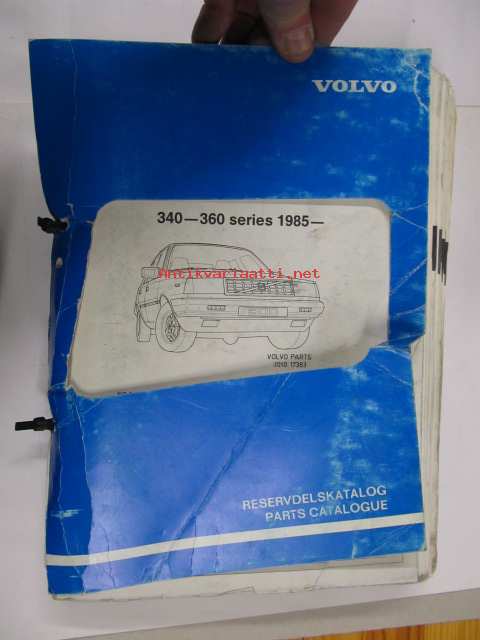 VOLVO
340—360 series 1985—
Antikvariaatti.net
VOLVO PARTS
RESERVDELSKATALOG
PARTS CATALOGUE